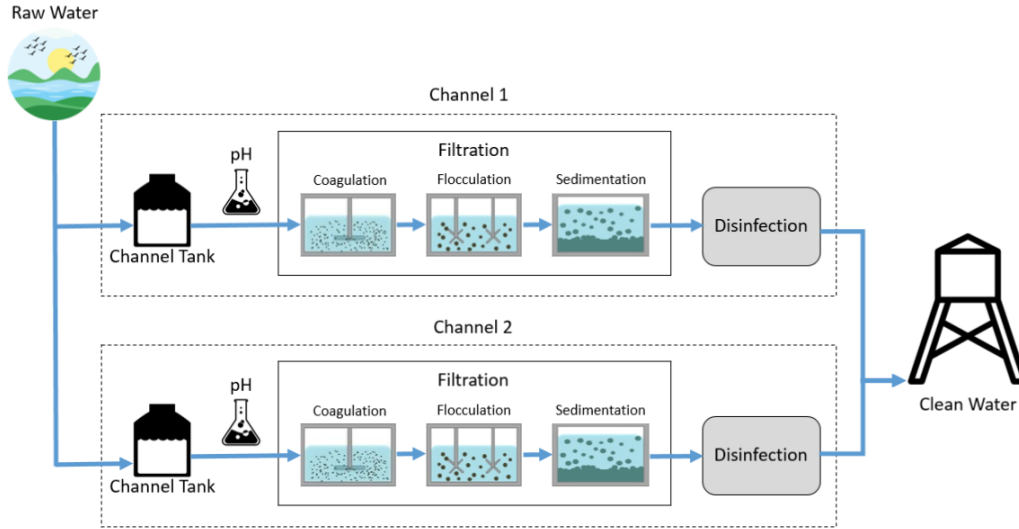 Raw Water
Channel 1
pH
Filtration
Coagulation
Flocculation
Sedimentation
Channel Tank
Disinfection
Channel 2
pH
Filtration
Coagulation
Flocculation
Sedimentation
Channel Tank
Disinfection
Clean Water